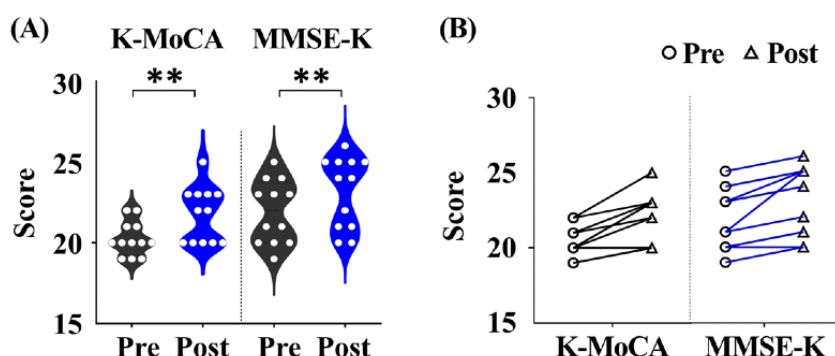 (A)
K-MoCA MMSE-K
** **
30
25
20
15
Score
Pre Post Pre Post
(B)
Pre Post
30
25
20
15
Score
K-MoCA MMSE-K